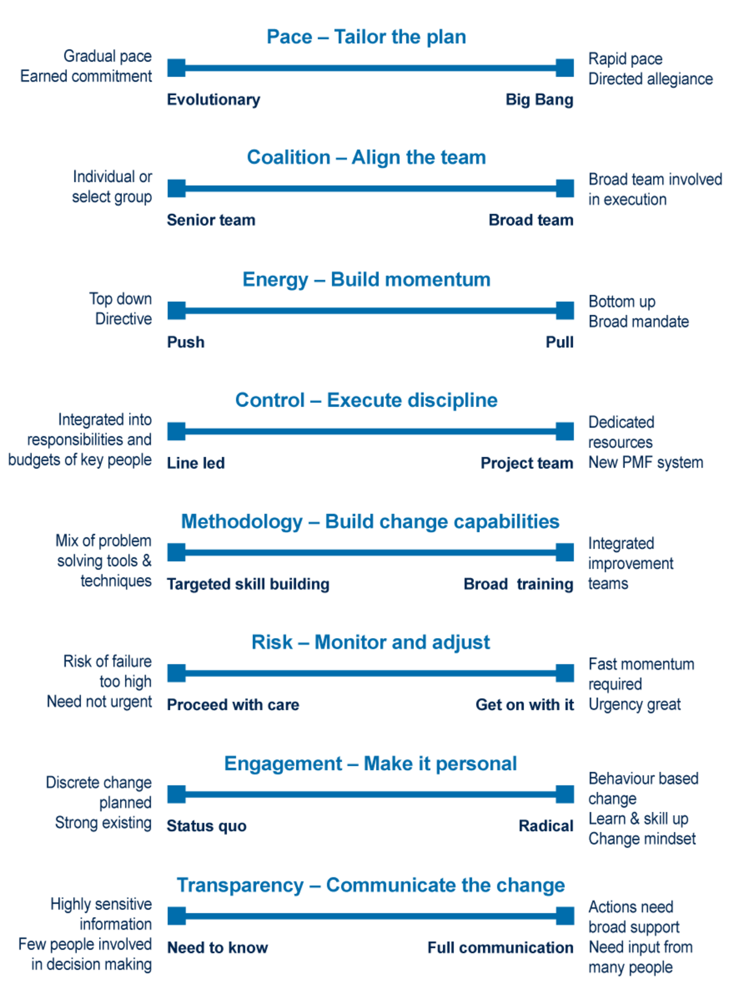 Pace – Tailor the plan
Gradual pace
Earned commitment
Rapid pace
Directed allegiance
Evolutionary
Big Bang
Coalition – Align the team
Individual or
select group
Broad team involved
in execution
Senior team
Broad team
Energy – Build momentum
Top down
Directive
Bottom up
Broad mandate
Push
Pull
Control – Execute discipline
Integrated into
responsibilities and
budgets of key people
Dedicated
resources
New PMF system
Line led
Project team
Methodology – Build change capabilities
Mix of problem
solving tools &
techniques
Integrated
improvement
teams
Targeted skill building
Broad training
Risk – Monitor and adjust
Risk of failure
too high
Need not urgent
Fast momentum
required
Urgency great
Proceed with care
Get on with it
Engagement – Make it personal
Discrete change
planned
Strong existing
Behaviour based
change
Learn & skill up
Change mindset
Status quo
Radical
Transparency – Communicate the change
Highly sensitive
information
Few people involved
in decision making
Actions need
broad support
Need input from
many people
Need to know
Full communication